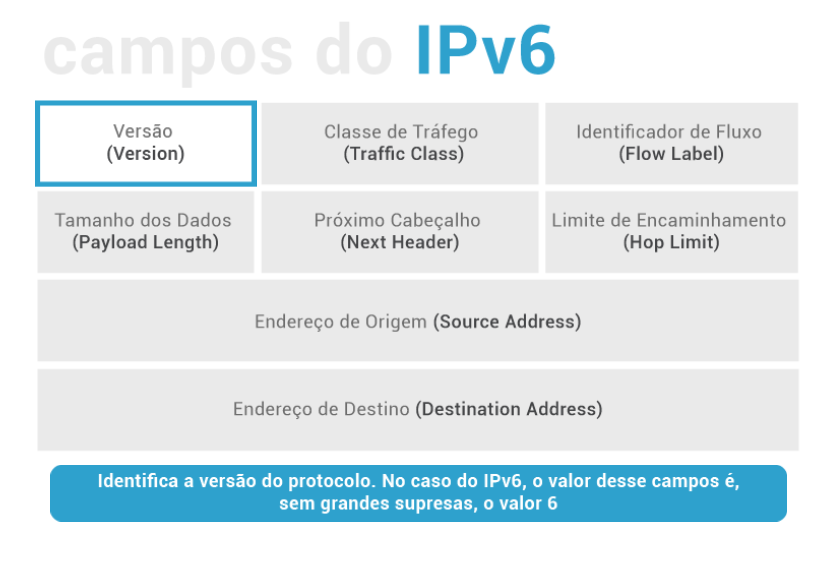 campos do IPv6
Versão
(Version)
Classe de Tráfego
(Traffic Class)
Identificador de Fluxo
(Flow Label)
Tamanho dos Dados
(Payload Length)
Próximo Cabeçalho
(Next Header)
Limite de Encaminhamento
(Hop Limit)
Endereço de Origem (Source Address)
Endereço de Destino (Destination Address)
Identifica a versão do protocolo. No caso do IPv6, o valor desse campos é,
sem grandes supresas, o valor 6